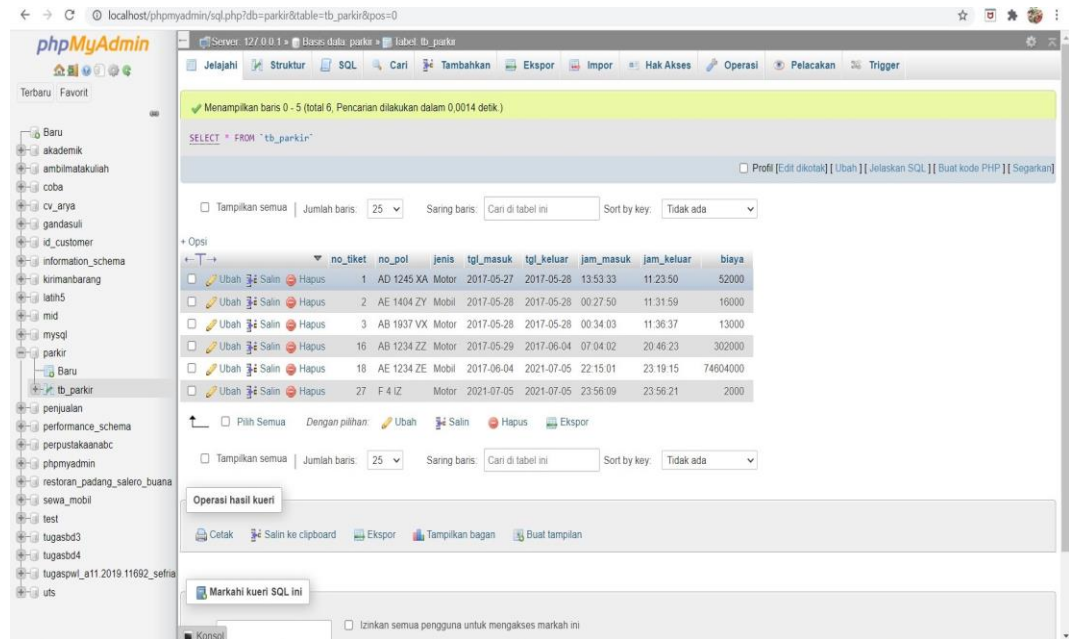 localhost/phpmyadmin/sql.php?db=parkir&table=tb_parkir&pos=0
phpMyAdmin
Terbaru Favorit
Baru
akademik
ambilmatakuliah
coba
cv_arya
gandasuli
id_customer
information_schema
kirimanbarang
latih5
mid
mysql
parkir
Baru
tb_parkir
penjualan
performance_schema
perpustakaanabc
phpmyadmin
restoran_padang_salero_buana
sewa_mobil
test
tugasbd3
tugasbd4
tugaspwl_a11.2019.11692_sefria
uts
Server: 127.0.0.1 » Basis data: parkir » Tabel: tb_parkir
Jelajahi Struktur SQL Cari Tambahkan Ekspor Impor Hak Akses Operasi Pelacakan Trigger
Menampilkan baris 0 - 5 (total 6, Pencarian dilakukan dalam 0,0014 detik.)
SELECT * FROM `tb_parkir`
Profil [Edit dikotak] [ Ubah ] [ Jelaskan SQL ] [ Buat kode PHP ] [ Segarkan]
Tampilkan semua | Jumlah baris: 25 Saring baris: Cari di tabel ini Sort by key: Tidak ada
+ Opsi
←T→ no_tiket no_pol jenis tgl_masuk tgl_keluar jam_masuk jam_keluar biaya
Ubah Salin Hapus 1 AD 1245 XA Motor 2017-05-27 2017-05-28 13:53:33 11:23:50 52000
Ubah Salin Hapus 2 AE 1404 ZY Mobil 2017-05-28 2017-05-28 00:27:50 11:31:59 16000
Ubah Salin Hapus 3 AB 1937 VX Motor 2017-05-28 2017-05-28 00:34:03 11:36:37 13000
Ubah Salin Hapus 16 AB 1234 ZZ Motor 2017-05-29 2017-06-04 07:04:02 20:46:23 302000
Ubah Salin Hapus 18 AE 1234 ZE Mobil 2017-06-04 2021-07-05 22:15:01 23:19:15 74604000
Ubah Salin Hapus 27 F 4 IZ Motor 2021-07-05 2021-07-05 23:56:09 23:56:21 2000
Pilih Semua Dengan pilihan: Ubah Salin Hapus Ekspor
Tampilkan semua | Jumlah baris: 25 Saring baris: Cari di tabel ini Sort by key: Tidak ada
Operasi hasil kueri
Cetak Salin ke clipboard Ekspor Tampilkan bagan Buat tampilan
Markahi kueri SQL ini
Izinkan semua pengguna untuk mengakses markah ini
Konsol